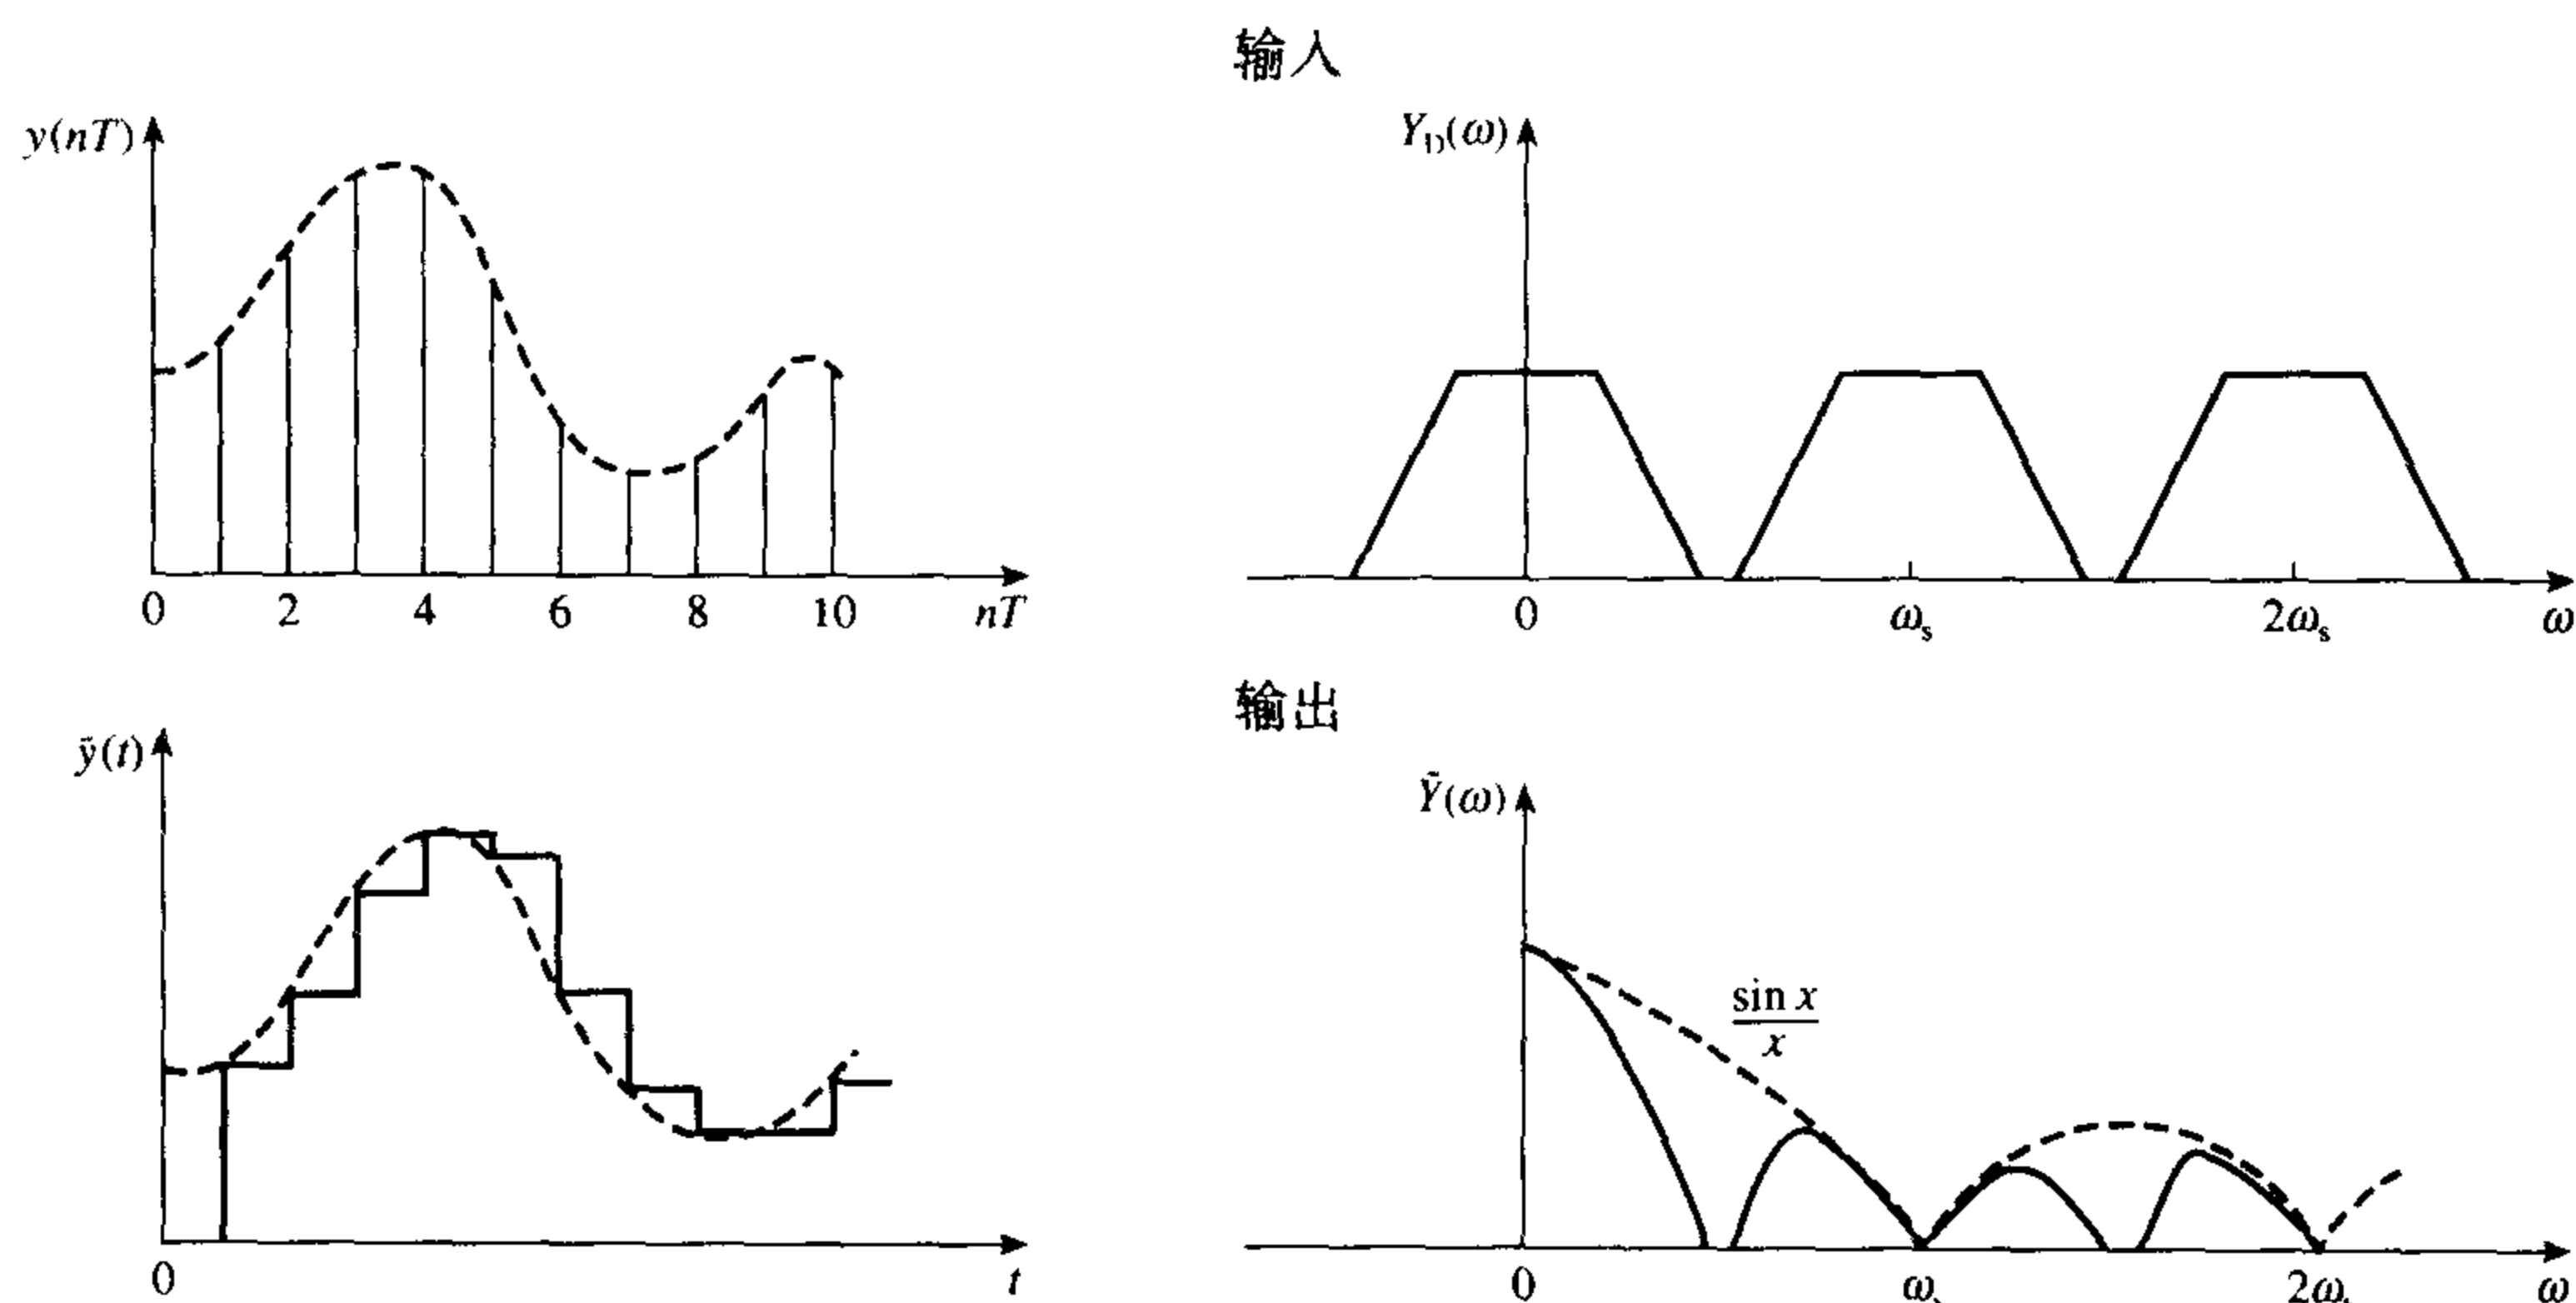 输入
y(nT)
Y_D(ω)
0 2 4 6 8 10 nT
0 ω_s 2ω_s ω
输出
ỹ(t)
Ỹ(ω)
sin x
x
0 t
0 ω_s 2ω_s ω